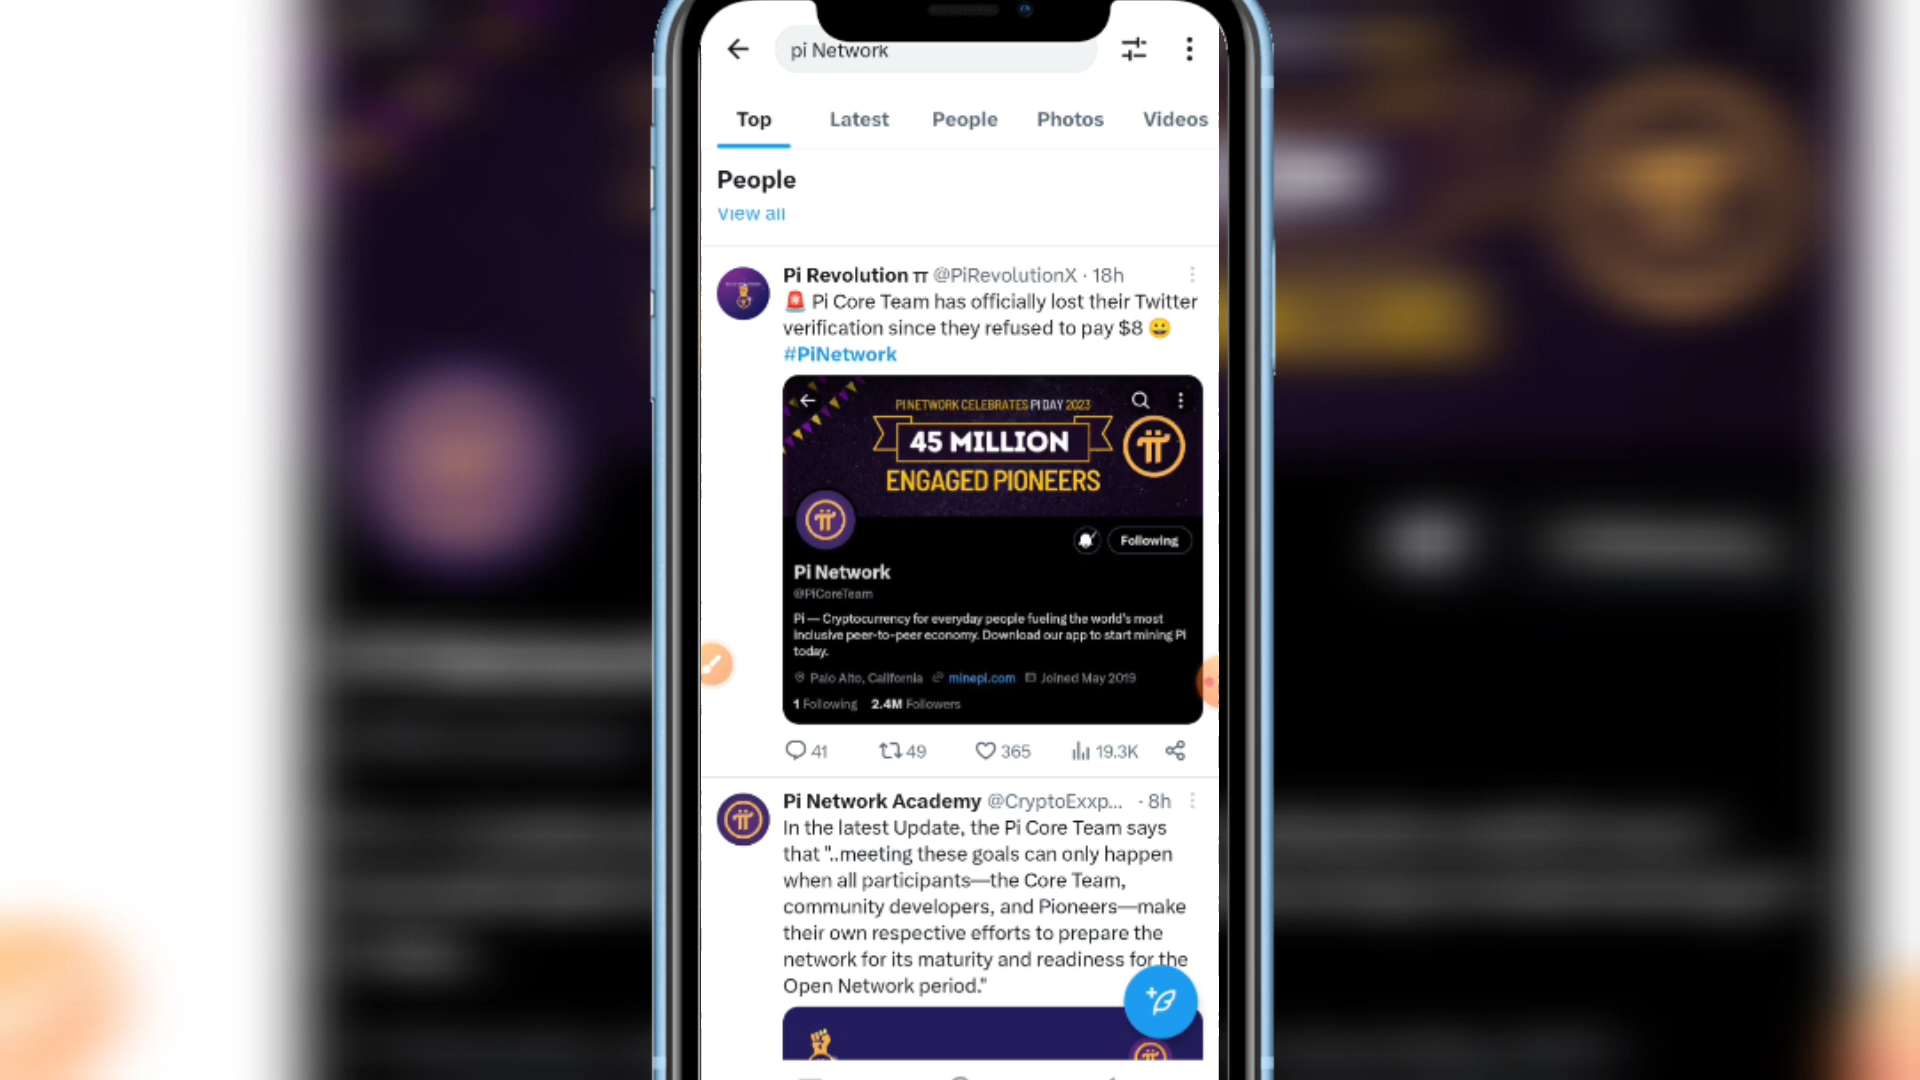 pi Network
Top Latest People Photos Videos
People
View all
Pi Revolution π @PiRevolutionX · 18h
🚨 Pi Core Team has officially lost their Twitter
verification since they refused to pay $8 😀
#PiNetwork
PI NETWORK CELEBRATES PI DAY 2023
45 MILLION
ENGAGED PIONEERS
Following
Pi Network
@PiCoreTeam
Pi — Cryptocurrency for everyday people fueling the world's most
inclusive peer-to-peer economy. Download our app to start mining Pi
today.
Palo Alto, California minepi.com Joined May 2019
1 Following 2.4M Followers
41 49 365 19.3K
Pi Network Academy @CryptoExxp... · 8h
In the latest Update, the Pi Core Team says
that "..meeting these goals can only happen
when all participants—the Core Team,
community developers, and Pioneers—make
their own respective efforts to prepare the
network for its maturity and readiness for the
Open Network period."